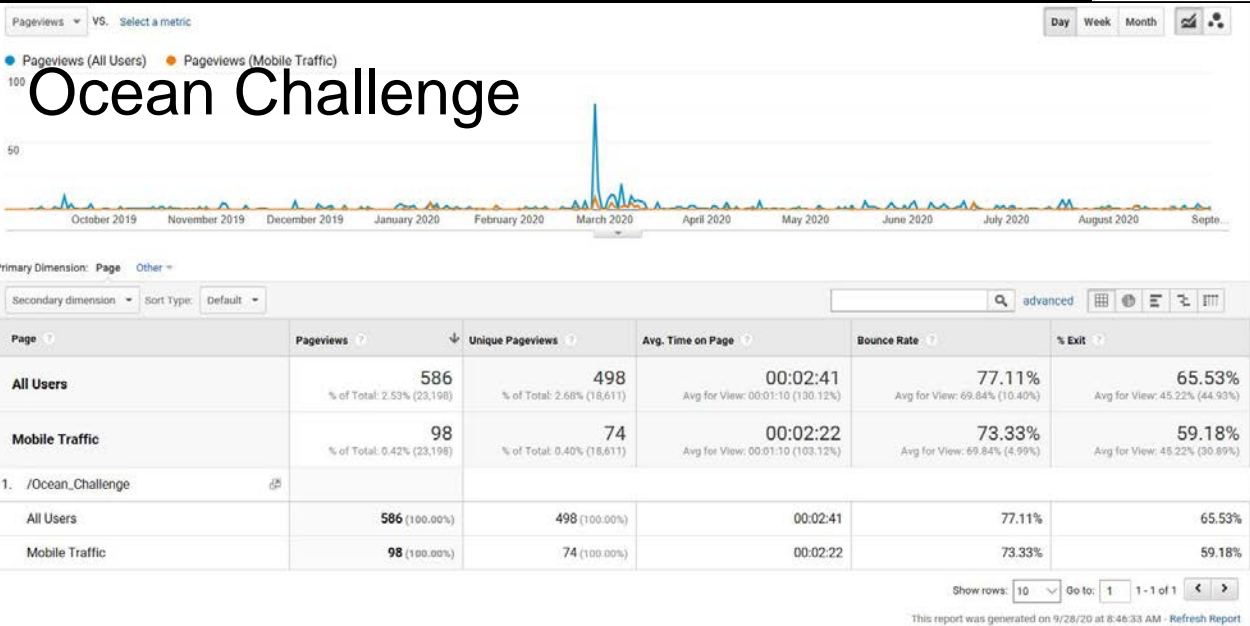 Pageviews VS. Select a metric Day Week Month
Pageviews (All Users) Pageviews (Mobile Traffic)
100
Ocean Challenge
50
October 2019 November 2019 December 2019 January 2020 February 2020 March 2020 April 2020 May 2020 June 2020 July 2020 August 2020 Septe...
Primary Dimension: Page Other
Secondary dimension Sort Type: Default advanced
Page ? Pageviews ? Unique Pageviews ? Avg. Time on Page ? Bounce Rate ? % Exit ?
All Users 586 498 00:02:41 77.11% 65.53%
% of Total: 2.53% (23,198) % of Total: 2.68% (18,611) Avg for View: 00:01:10 (130.12%) Avg for View: 69.84% (10.40%) Avg for View: 45.22% (44.93%)
Mobile Traffic 98 74 00:02:22 73.33% 59.18%
% of Total: 0.42% (23,198) % of Total: 0.40% (18,611) Avg for View: 00:01:10 (103.12%) Avg for View: 69.84% (4.99%) Avg for View: 45.22% (30.89%)
1. /Ocean_Challenge
All Users 586 (100.00%) 498 (100.00%) 00:02:41 77.11% 65.53%
Mobile Traffic 98 (100.00%) 74 (100.00%) 00:02:22 73.33% 59.18%
Show rows: 10 Go to: 1 1 - 1 of 1
This report was generated on 9/28/20 at 8:46:33 AM - Refresh Report